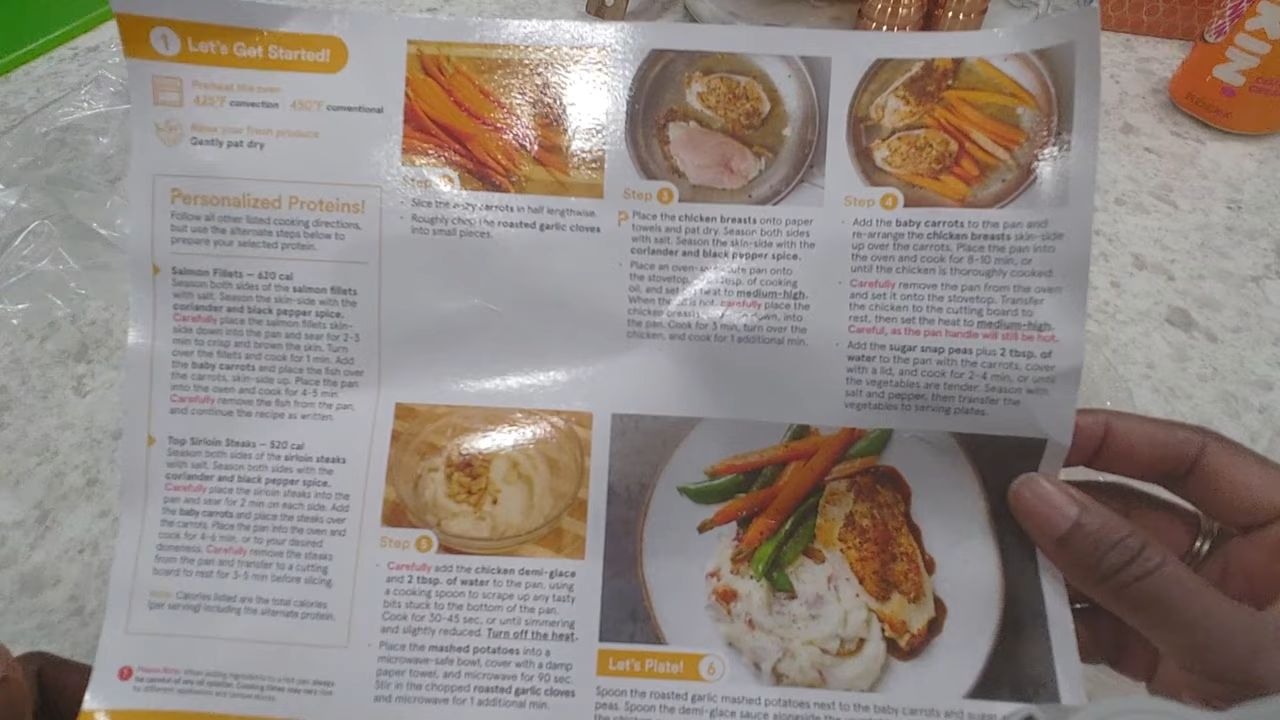 1 Let's Get Started!
Preheat the oven
425°F convection 450°F conventional
Gently pat dry
Personalized Proteins!
Follow all other listed cooking directions,
but use the alternate steps below to
prepare your selected protein.
Salmon Fillets — 620 cal
Season both sides of the salmon fillets
with salt. Season the skin-side with the
coriander and black pepper spice.
Carefully place the salmon fillets skin-
side down into the pan and sear for 2-3
min to crisp and brown the skin. Turn
over the fillets and cook for 1 min. Add
the baby carrots and place the fish over
the carrots, skin-side up. Place the pan
into the oven and cook for 4-5 min.
Carefully remove the fish from the pan,
and continue the recipe as written.
Top Sirloin Steaks — 520 cal
Season both sides of the sirloin steaks
with salt. Season both sides with the
coriander and black pepper spice.
Carefully place the sirloin steaks into the
pan and sear for 2 min on each side. Add
the baby carrots and place the steaks over
the carrots. Place the pan into the oven and
cook for 4-6 min, or to your desired
doneness. Carefully remove the steaks
from the pan and transfer to a cutting
board to rest for 3-5 min before slicing.
Calories listed are the total calories
(per serving) including the alternate protein.
Step
Slice the baby carrots in half lengthwise.
Roughly chop the roasted garlic cloves
into small pieces.
Step 3
Place the chicken breasts onto paper
towels and pat dry. Season both sides
with salt. Season the skin-side with the
coriander and black pepper spice.
Place an oven- pan onto
the stovetop, tbsp. of cooking
oil, and set heat to medium-high.
When the is hot, carefully place the
chicken breasts down, into
the pan. Cook for 3 min, turn over the
chicken, and cook for 1 additional min.
Step 4
Add the baby carrots to the pan and
re-arrange the chicken breasts skin-side
up over the carrots. Place the pan into
the oven and cook for 8-10 min, or
until the chicken is thoroughly cooked.
Carefully remove the pan from the oven
and set it onto the stovetop. Transfer
the chicken to the cutting board to
rest, then set the heat to medium-high.
Careful, as the pan handle will still be hot.
Add the sugar snap peas plus 2 tbsp. of
water to the pan with the carrots, cover
with a lid, and cook for 2-4 min, or until
the vegetables are tender. Season with
salt and pepper, then transfer the
vegetables to serving plates.
Step 5
Carefully add the chicken demi-glace
and 2 tbsp. of water to the pan, using
a cooking spoon to scrape up any tasty
bits stuck to the bottom of the pan.
Cook for 30-45 sec, or until simmering
and slightly reduced. Turn off the heat.
Place the mashed potatoes into a
microwave-safe bowl, cover with a damp
paper towel, and microwave for 90 sec.
Stir in the chopped roasted garlic cloves
and microwave for 1 additional min.
Let's Plate! 6
Spoon the roasted garlic mashed potatoes next to the baby carrots and sugar
peas. Spoon the demi-glace sauce alongside the
KIN